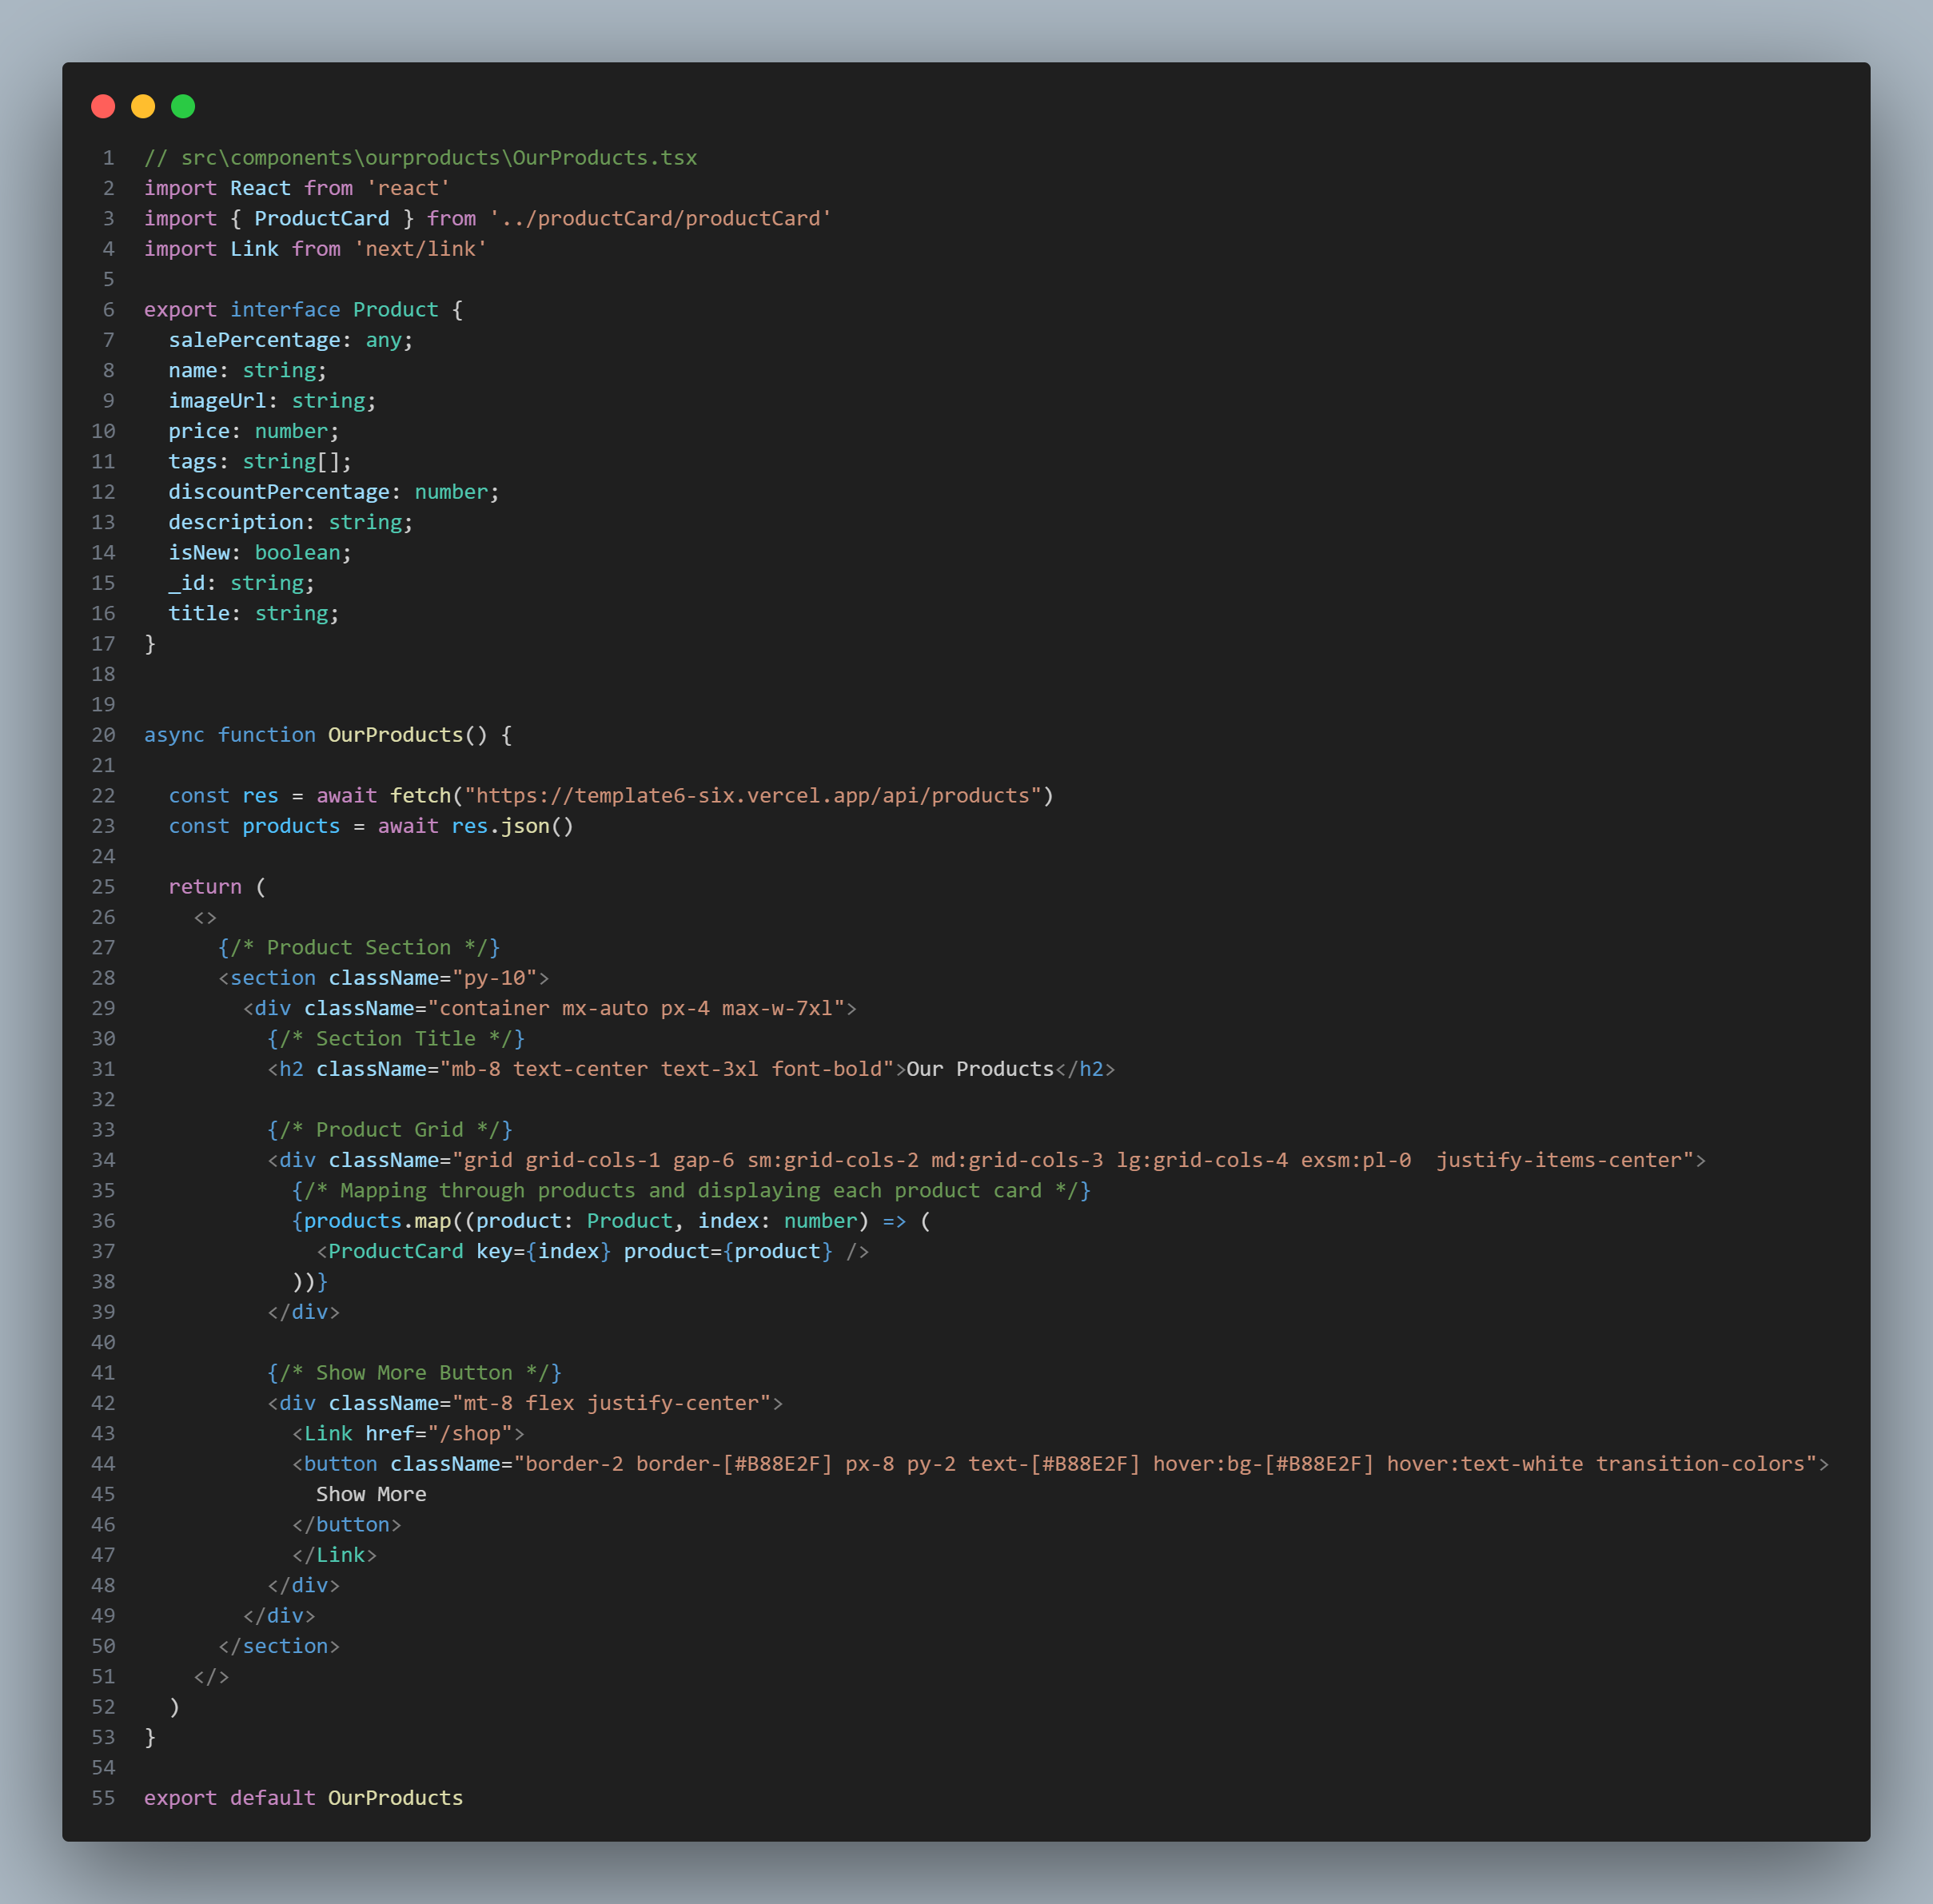 1 // src\components\ourproducts\OurProducts.tsx
2 import React from 'react'
3 import { ProductCard } from '../productCard/productCard'
4 import Link from 'next/link'
5
6 export interface Product {
7   salePercentage: any;
8   name: string;
9   imageUrl: string;
10   price: number;
11   tags: string[];
12   discountPercentage: number;
13   description: string;
14   isNew: boolean;
15   _id: string;
16   title: string;
17 }
18
19
20 async function OurProducts() {
21
22   const res = await fetch("https://template6-six.vercel.app/api/products")
23   const products = await res.json()
24
25   return (
26     <>
27       {/* Product Section */}
28       <section className="py-10">
29         <div className="container mx-auto px-4 max-w-7xl">
30           {/* Section Title */}
31           <h2 className="mb-8 text-center text-3xl font-bold">Our Products</h2>
32
33           {/* Product Grid */}
34           <div className="grid grid-cols-1 gap-6 sm:grid-cols-2 md:grid-cols-3 lg:grid-cols-4 exsm:pl-0  justify-items-center">
35             {/* Mapping through products and displaying each product card */}
36             {products.map((product: Product, index: number) => (
37               <ProductCard key={index} product={product} />
38             ))}
39           </div>
40
41           {/* Show More Button */}
42           <div className="mt-8 flex justify-center">
43             <Link href="/shop">
44             <button className="border-2 border-[#B88E2F] px-8 py-2 text-[#B88E2F] hover:bg-[#B88E2F] hover:text-white transition-colors">
45               Show More
46             </button>
47             </Link>
48           </div>
49         </div>
50       </section>
51     </>
52   )
53 }
54
55 export default OurProducts